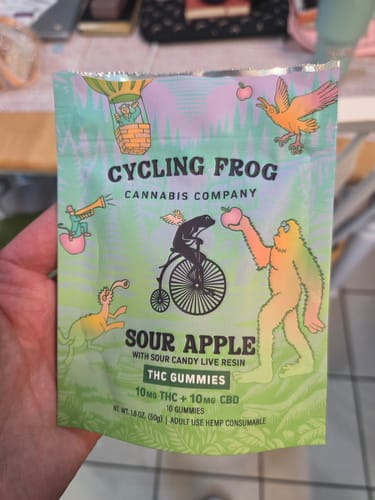 CYCLING FROG
CANNABIS COMPANY
SOUR APPLE
WITH SOUR CANDY LIVE RESIN
THC GUMMIES
10MG THC + 10MG CBD
10 GUMMIES
NT. WT. 1.8 OZ. (50g) | ADULT USE HEMP CONSUMABLE